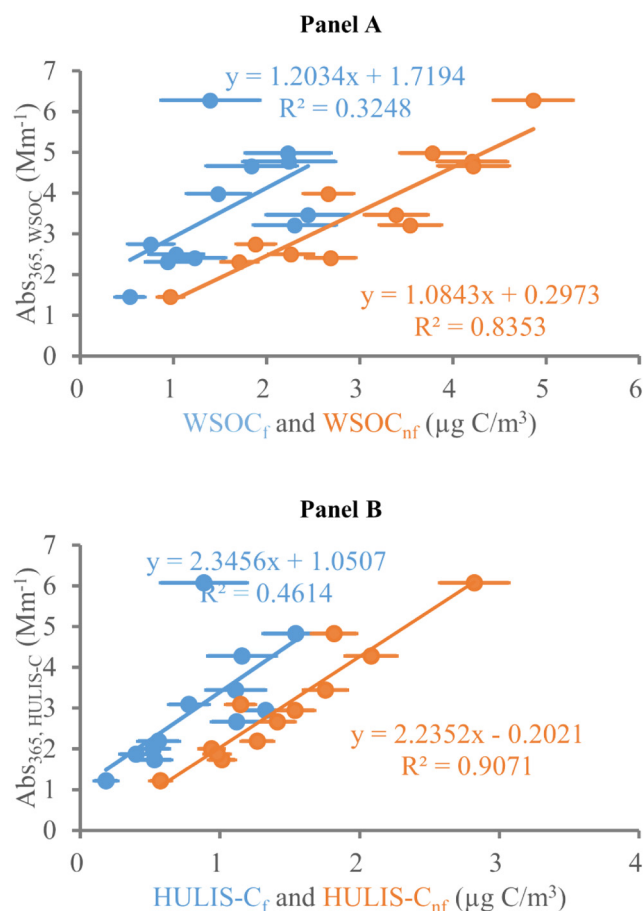 Panel A
7
6
5
4
3
2
1
0
Abs365, WSOC (Mm-1)
y = 1.2034x + 1.7194
R² = 0.3248
y = 1.0843x + 0.2973
R² = 0.8353
0 1 2 3 4 5 6
WSOCf and WSOCnf (µg C/m³)
Panel B
7
6
5
4
3
2
1
0
Abs365, HULIS-C (Mm-1)
y = 2.3456x + 1.0507
R² = 0.4614
y = 2.2352x - 0.2021
R² = 0.9071
0 1 2 3 4
HULIS-Cf and HULIS-Cnf (µg C/m³)